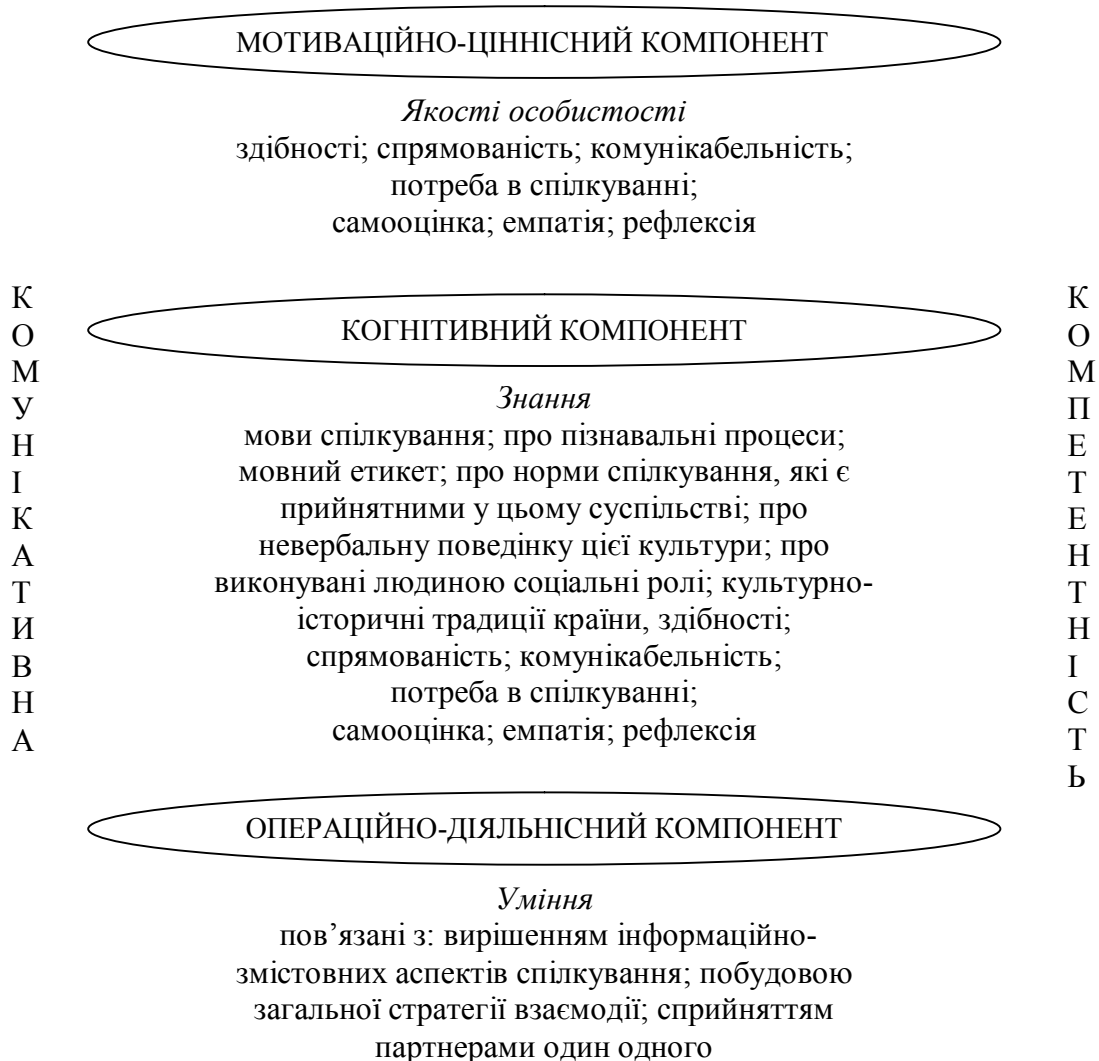 МОТИВАЦІЙНО-ЦІННІСНИЙ КОМПОНЕНТ
Якості особистості
здібності; спрямованість; комунікабельність;
потреба в спілкуванні;
самооцінка; емпатія; рефлексія
КОМУНІКАТИВНА
КОГНІТИВНИЙ КОМПОНЕНТ
Знання
мови спілкування; про пізнавальні процеси;
мовний етикет; про норми спілкування, які є
прийнятними у цьому суспільстві; про
невербальну поведінку цієї культури; про
виконувані людиною соціальні ролі; культурно-
історичні традиції країни, здібності;
спрямованість; комунікабельність;
потреба в спілкуванні;
самооцінка; емпатія; рефлексія
КОМПЕТЕНТНІСТЬ
ОПЕРАЦІЙНО-ДІЯЛЬНІСНИЙ КОМПОНЕНТ
Уміння
пов’язані з: вирішенням інформаційно-
змістовних аспектів спілкування; побудовою
загальної стратегії взаємодії; сприйняттям
партнерами один одного